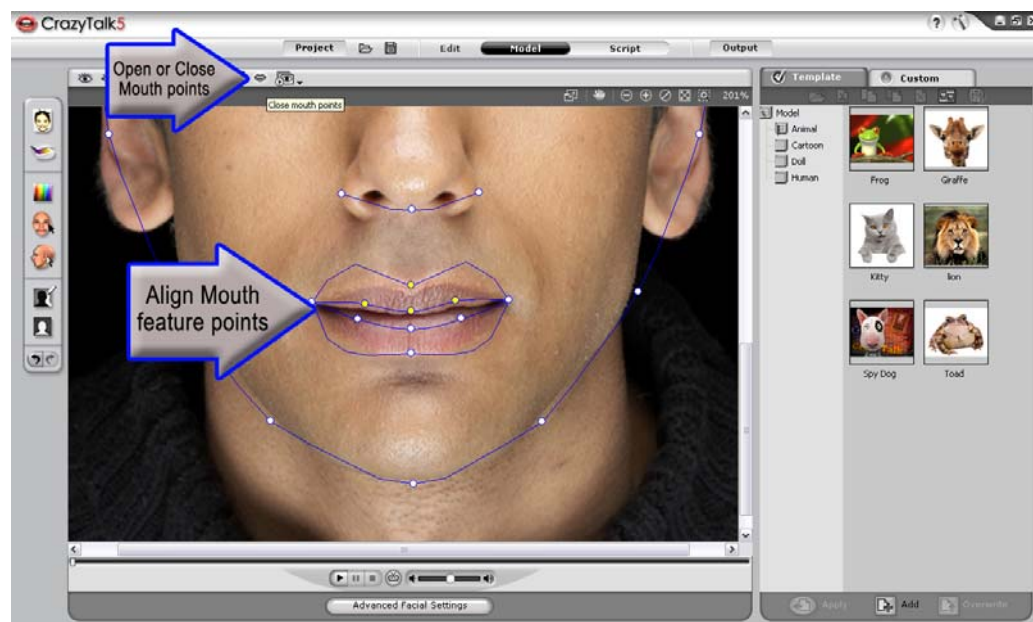 CrazyTalk5
Project Edit Model Script Output
Open or Close
Mouth points
Close mouth points
201%
Align Mouth
feature points
Advanced Facial Settings
Template Custom
Model
Animal
Cartoon
Doll
Human
Frog Giraffe
Kitty lion
Spy Dog Toad
Apply Add Overwrite